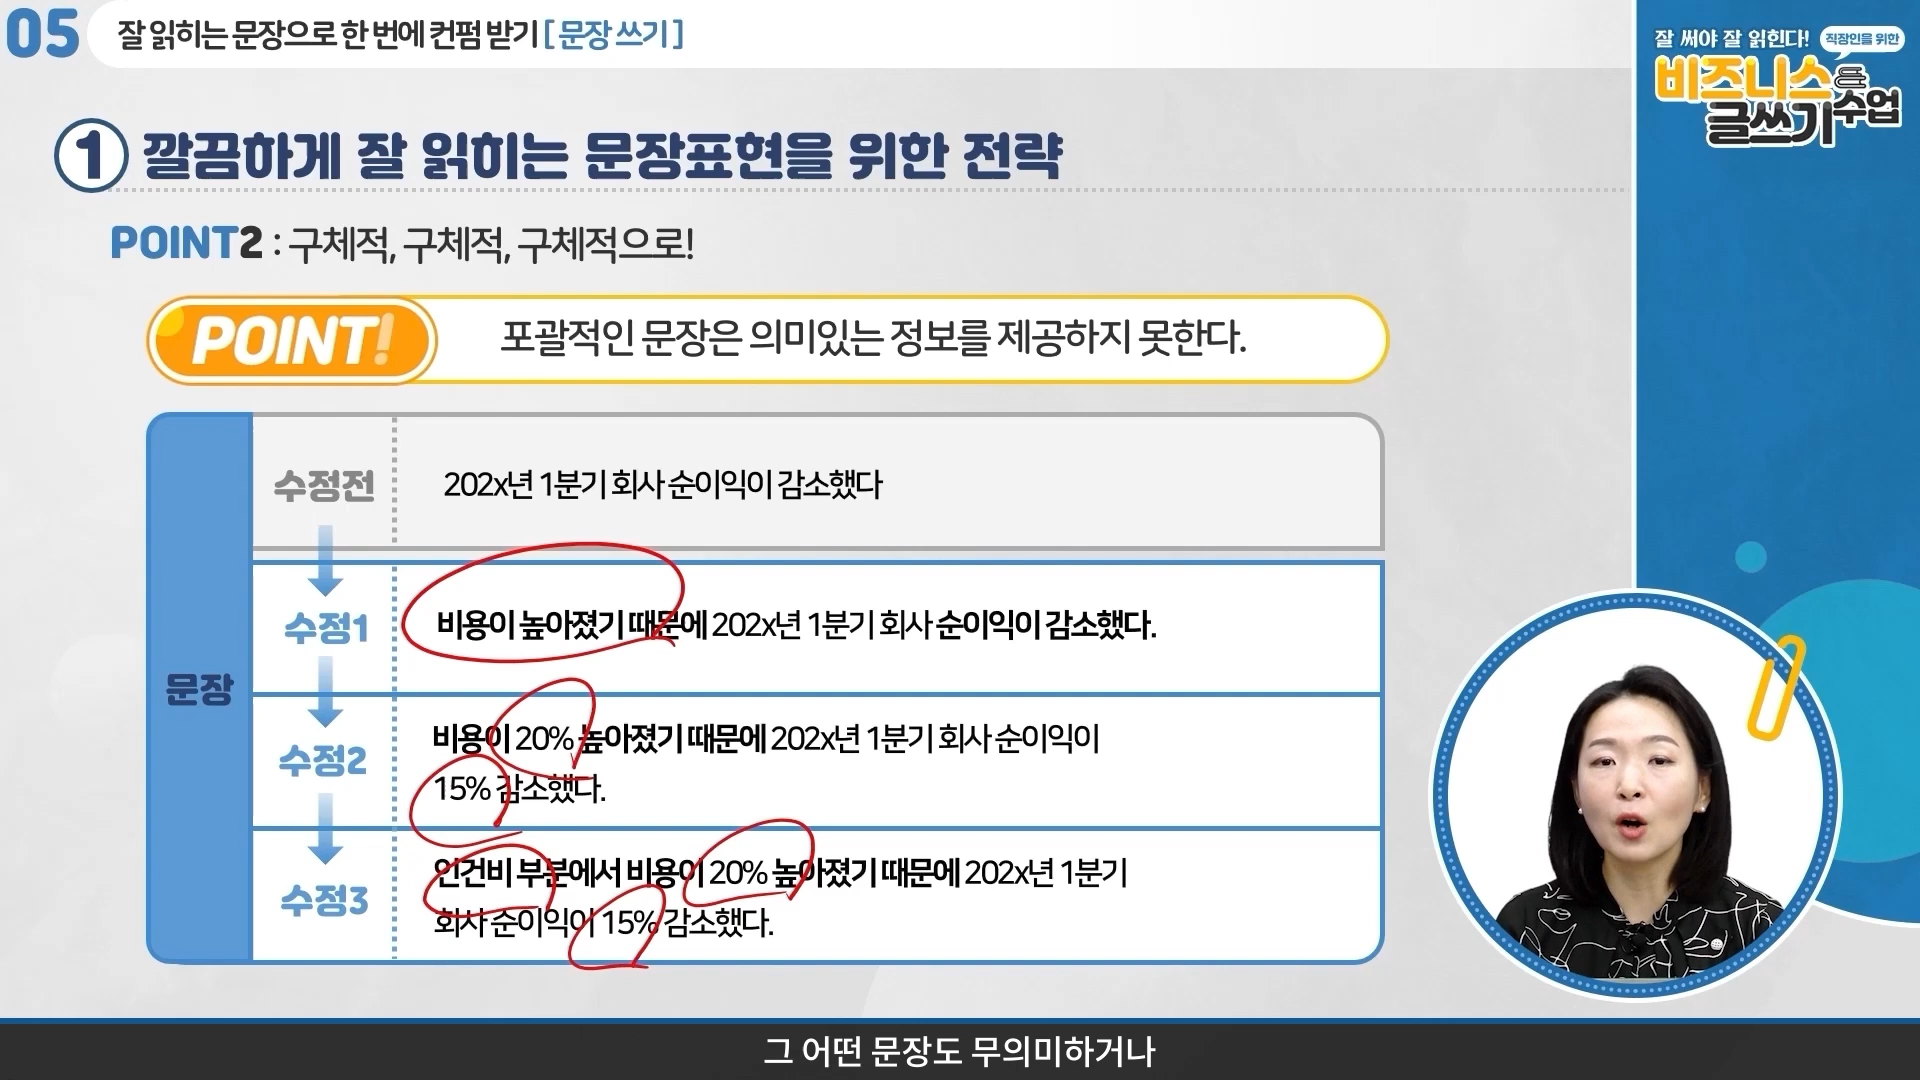 05 잘 읽히는 문장으로 한 번에 컨펌 받기 [ 문장 쓰기 ]
잘 써야 잘 읽힌다! 직장인을 위한
비즈니스
글쓰기 수업
1 깔끔하게 잘 읽히는 문장표현을 위한 전략
POINT2 : 구체적, 구체적, 구체적으로!
POINT! 포괄적인 문장은 의미있는 정보를 제공하지 못한다.
문장
수정전 202x년 1분기 회사 순이익이 감소했다
수정1 비용이 높아졌기 때문에 202x년 1분기 회사 순이익이 감소했다.
수정2 비용이 20% 높아졌기 때문에 202x년 1분기 회사 순이익이
15% 감소했다.
수정3 인건비 부분에서 비용이 20% 높아졌기 때문에 202x년 1분기
회사 순이익이 15% 감소했다.
그 어떤 문장도 무의미하거나